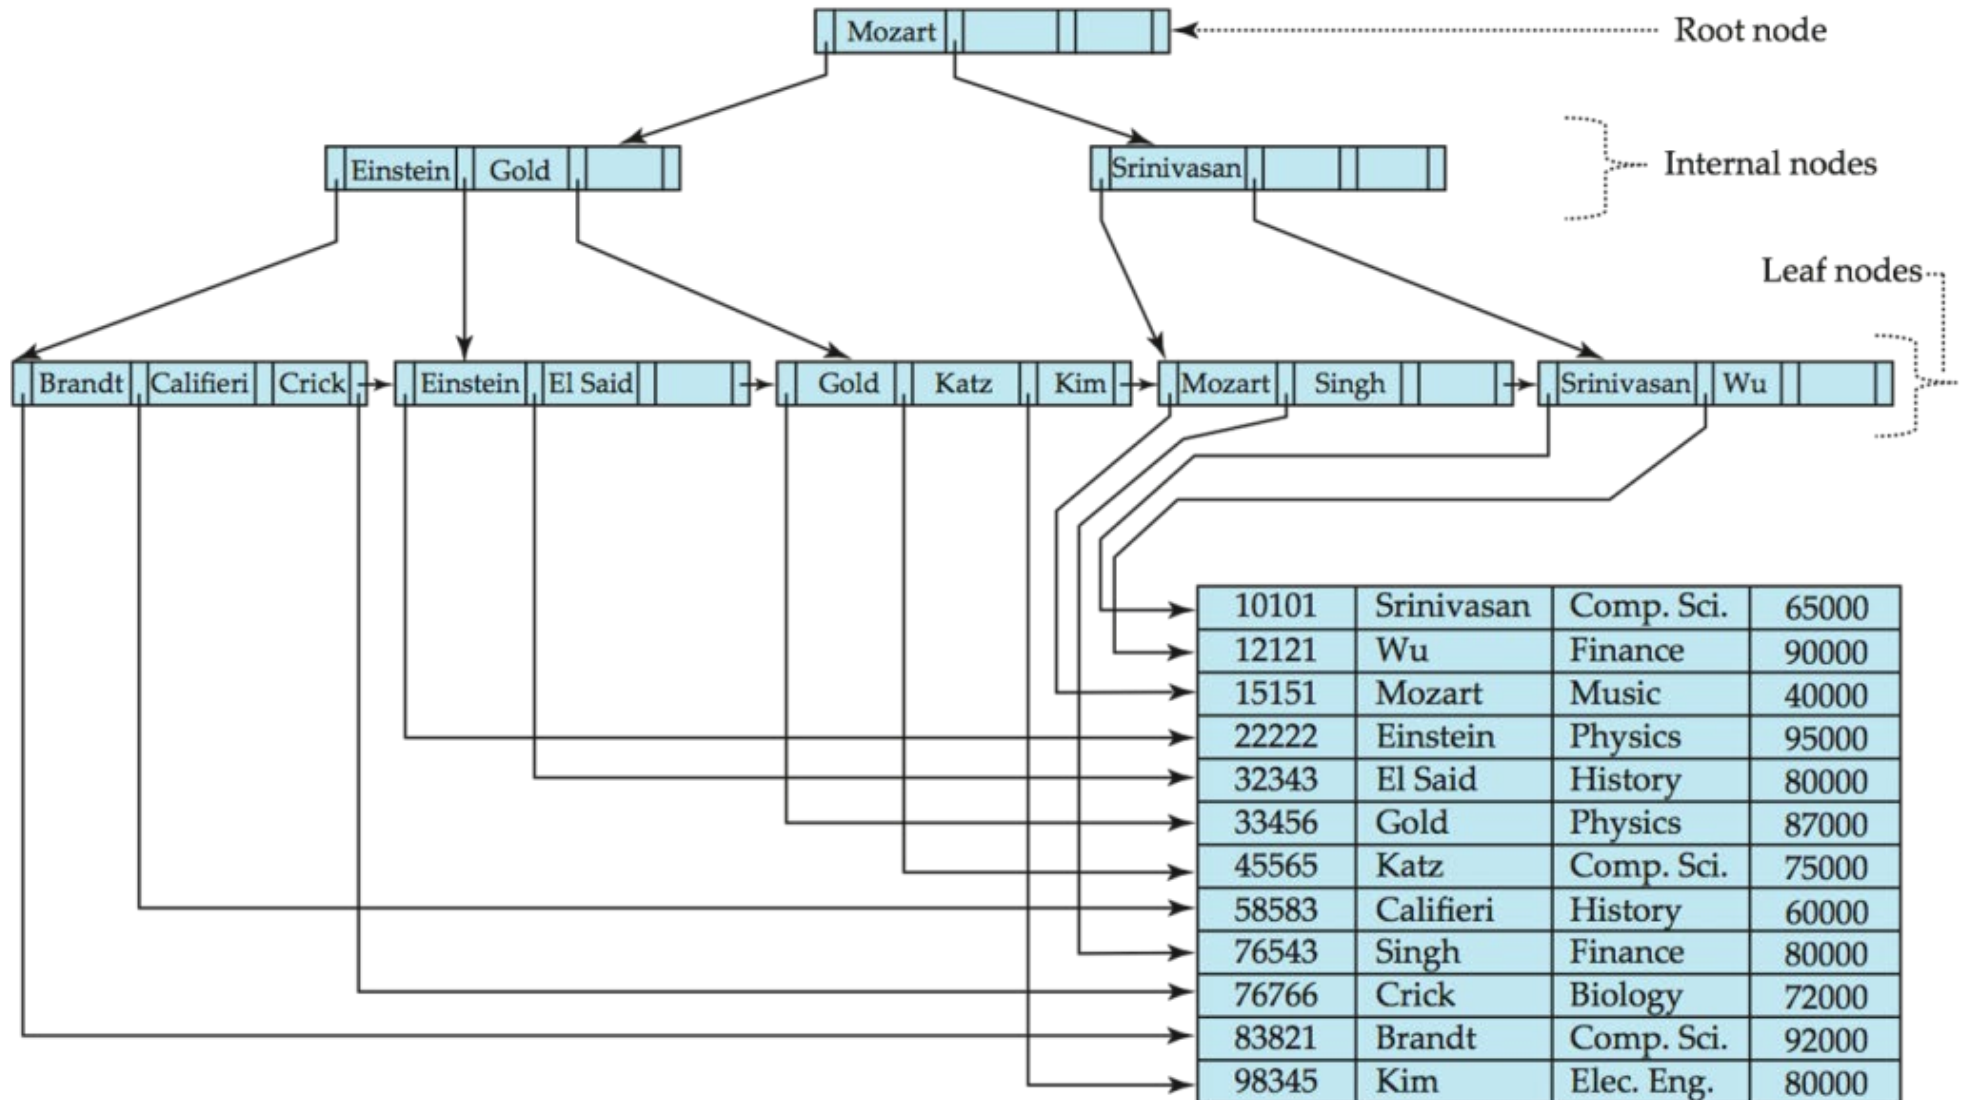 Mozart Root node
Einstein Gold Srinivasan Internal nodes
Leaf nodes
Brandt Califieri Crick Einstein El Said Gold Katz Kim Mozart Singh Srinivasan Wu
10101 Srinivasan Comp. Sci. 65000
12121 Wu Finance 90000
15151 Mozart Music 40000
22222 Einstein Physics 95000
32343 El Said History 80000
33456 Gold Physics 87000
45565 Katz Comp. Sci. 75000
58583 Califieri History 60000
76543 Singh Finance 80000
76766 Crick Biology 72000
83821 Brandt Comp. Sci. 92000
98345 Kim Elec. Eng. 80000